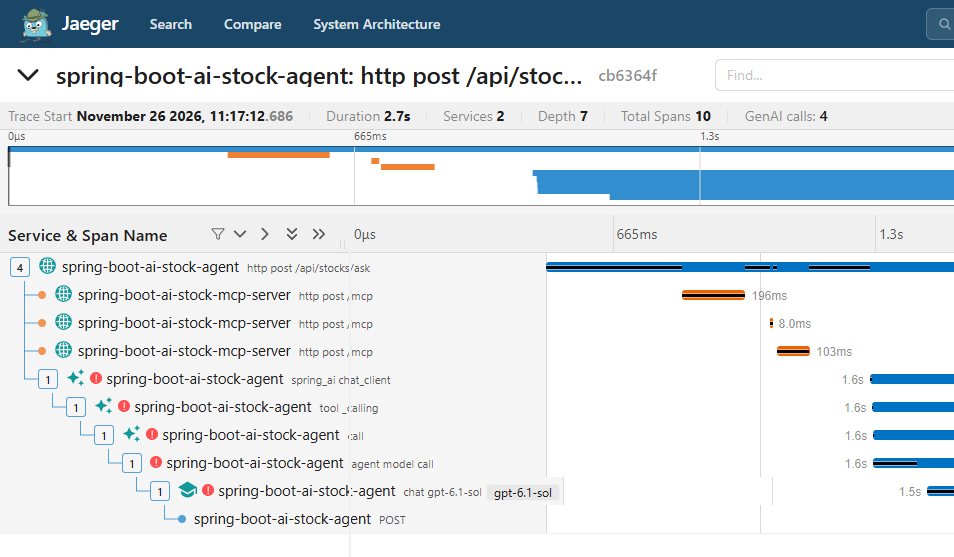 Jaeger Search Compare System Architecture
spring-boot-ai-stock-agent: http post /api/stoc... cb6364f Find...
Trace Start November 26 2026, 11:17:12.686 Duration 2.7s Services 2 Depth 7 Total Spans 10 GenAI calls: 4
0μs 665ms 1.3s
Service & Span Name 0μs 665ms 1.3s
4 spring-boot-ai-stock-agent http post /api/stocks/ask
spring-boot-ai-stock-mcp-server http post /mcp 196ms
spring-boot-ai-stock-mcp-server http post /mcp 8.0ms
spring-boot-ai-stock-mcp-server http post /mcp 103ms
1 spring-boot-ai-stock-agent spring_ai chat_client 1.6s
1 spring-boot-ai-stock-agent tool_calling 1.6s
1 spring-boot-ai-stock-agent call 1.6s
1 spring-boot-ai-stock-agent agent model call 1.6s
1 spring-boot-ai-stock-agent chat gpt-6.1-sol gpt-6.1-sol 1.5s
spring-boot-ai-stock-agent POST